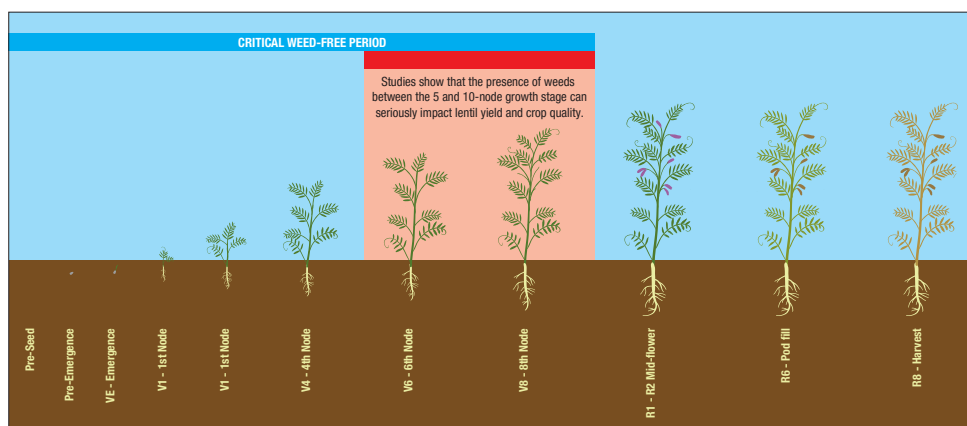 CRITICAL WEED-FREE PERIOD
Studies show that the presence of weeds
between the 5 and 10-node growth stage can
seriously impact lentil yield and crop quality.
Pre-Seed
Pre-Emergence
VE - Emergence
V1 - 1st Node
V1 - 1st Node
V4 - 4th Node
V6 - 6th Node
V8 - 8th Node
R1 - R2 Mid-flower
R6 - Pod fill
R8 - Harvest